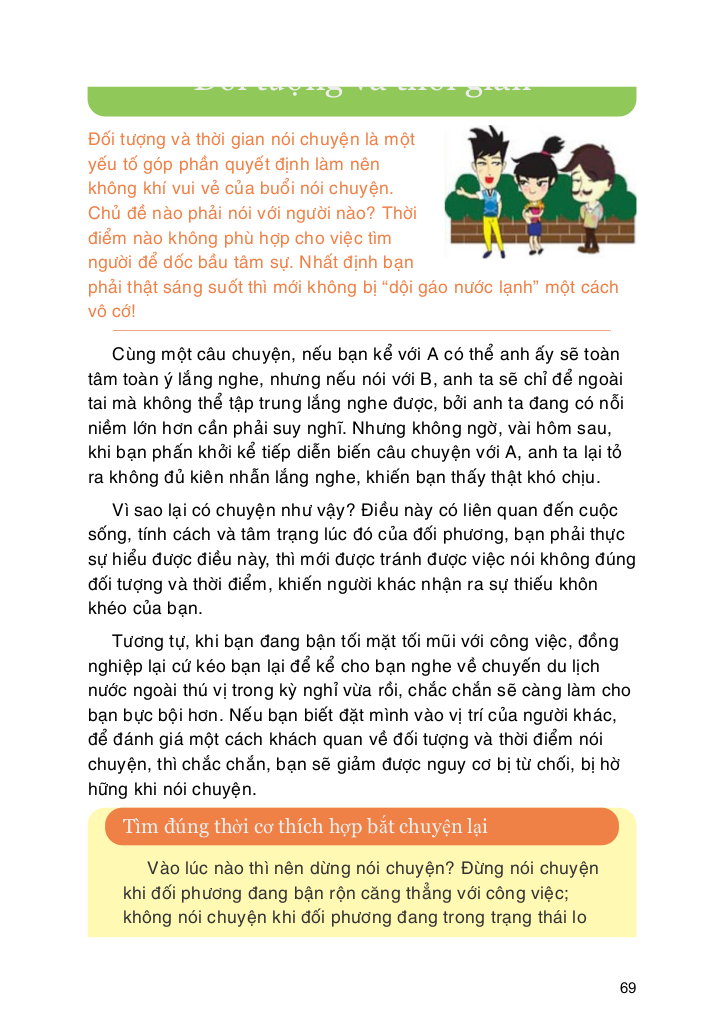 Đối tượng và thời gian
Đối tượng và thời gian nói chuyện là một
yếu tố góp phần quyết định làm nên
không khí vui vẻ của buổi nói chuyện.
Chủ đề nào phải nói với người nào? Thời
điểm nào không phù hợp cho việc tìm
người để dốc bầu tâm sự. Nhất định bạn
phải thật sáng suốt thì mới không bị “dội gáo nước lạnh” một cách
vô cớ!
Cùng một câu chuyện, nếu bạn kể với A có thể anh ấy sẽ toàn
tâm toàn ý lắng nghe, nhưng nếu nói với B, anh ta sẽ chỉ để ngoài
tai mà không thể tập trung lắng nghe được, bởi anh ta đang có nỗi
niềm lớn hơn cần phải suy nghĩ. Nhưng không ngờ, vài hôm sau,
khi bạn phấn khởi kể tiếp diễn biến câu chuyện với A, anh ta lại tỏ
ra không đủ kiên nhẫn lắng nghe, khiến bạn thấy thật khó chịu.
Vì sao lại có chuyện như vậy? Điều này có liên quan đến cuộc
sống, tính cách và tâm trạng lúc đó của đối phương, bạn phải thực
sự hiểu được điều này, thì mới được tránh được việc nói không đúng
đối tượng và thời điểm, khiến người khác nhận ra sự thiếu khôn
khéo của bạn.
Tương tự, khi bạn đang bận tối mặt tối mũi với công việc, đồng
nghiệp lại cứ kéo bạn lại để kể cho bạn nghe về chuyến du lịch
nước ngoài thú vị trong kỳ nghỉ vừa rồi, chắc chắn sẽ càng làm cho
bạn bực bội hơn. Nếu bạn biết đặt mình vào vị trí của người khác,
để đánh giá một cách khách quan về đối tượng và thời điểm nói
chuyện, thì chắc chắn, bạn sẽ giảm được nguy cơ bị từ chối, bị hờ
hững khi nói chuyện.
Tìm đúng thời cơ thích hợp bắt chuyện lại
Vào lúc nào thì nên dừng nói chuyện? Đừng nói chuyện
khi đối phương đang bận rộn căng thẳng với công việc;
không nói chuyện khi đối phương đang trong trạng thái lo
69